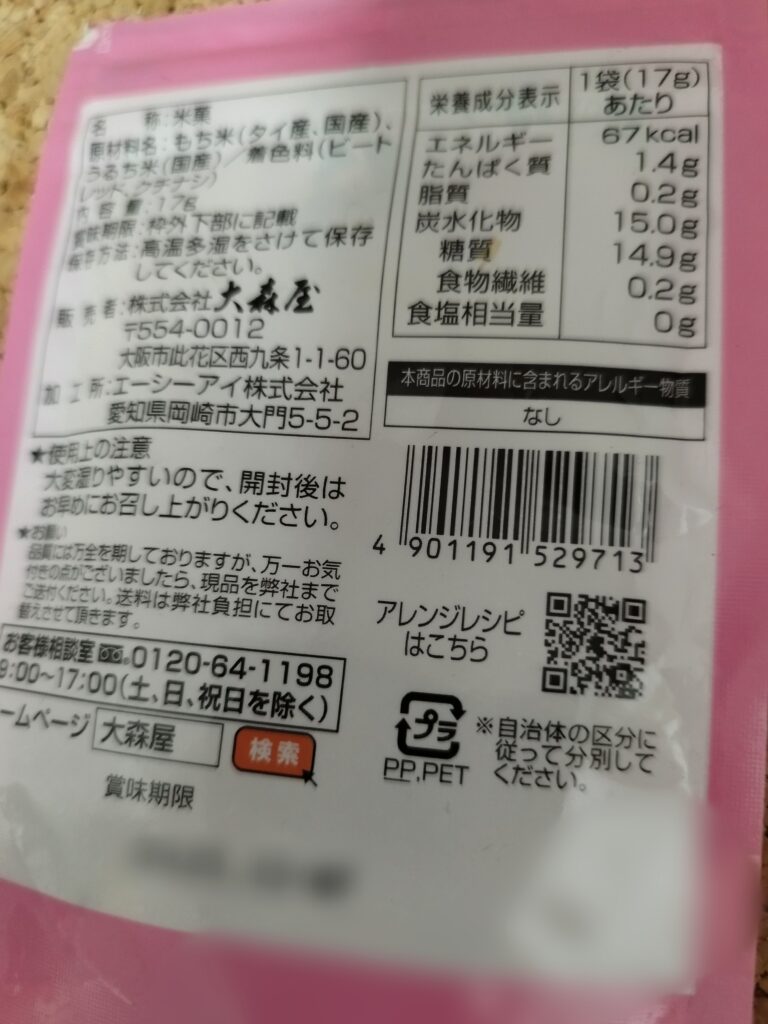 名　称:米菓
原材料名:もち米(タイ産、国産)、
うるち米(国産)／着色料(ビート
レッド、クチナシ)
内容量:17g
賞味期限:枠外下部に記載
保存方法:高温多湿をさけて保存
してください。
販売者:株式会社大森屋
〒554-0012
大阪市此花区西九条1-1-60
加工所:エーシーアイ株式会社
愛知県岡崎市大門5-5-2
★使用上の注意
大変湿りやすいので、開封後は
お早めにお召し上がりください。
★お願い
品質には万全を期しておりますが、万一お気
付きの点がございましたら、現品を弊社まで
ご送付ください。送料は弊社負担にてお取
替えさせて頂きます。
お客様相談室 0120-64-1198
9:00~17:00(土、日、祝日を除く)
ームページ 大森屋 検索
賞味期限
栄養成分表示 1袋(17g)
あたり
エネルギー 67kcal
たんぱく質 1.4g
脂質 0.2g
炭水化物 15.0g
糖質 14.9g
食物繊維 0.2g
食塩相当量 0g
本商品の原材料に含まれるアレルギー物質
なし
4 901191 529713
アレンジレシピ
はこちら
プラ
PP,PET
※自治体の区分に
従って分別して
ください。